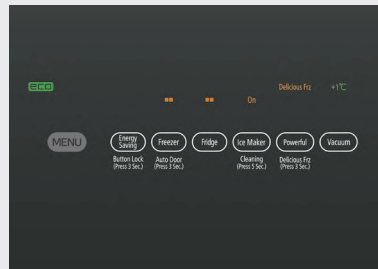 eco
Delicious Frz +1℃
On
MENU Energy Saving Freezer Fridge Ice Maker Powerful Vacuum
Button Lock Auto Door Cleaning Delicious Frz
(Press 3 Sec.) (Press 3 Sec.) (Press 5 Sec.) (Press 3 Sec.)